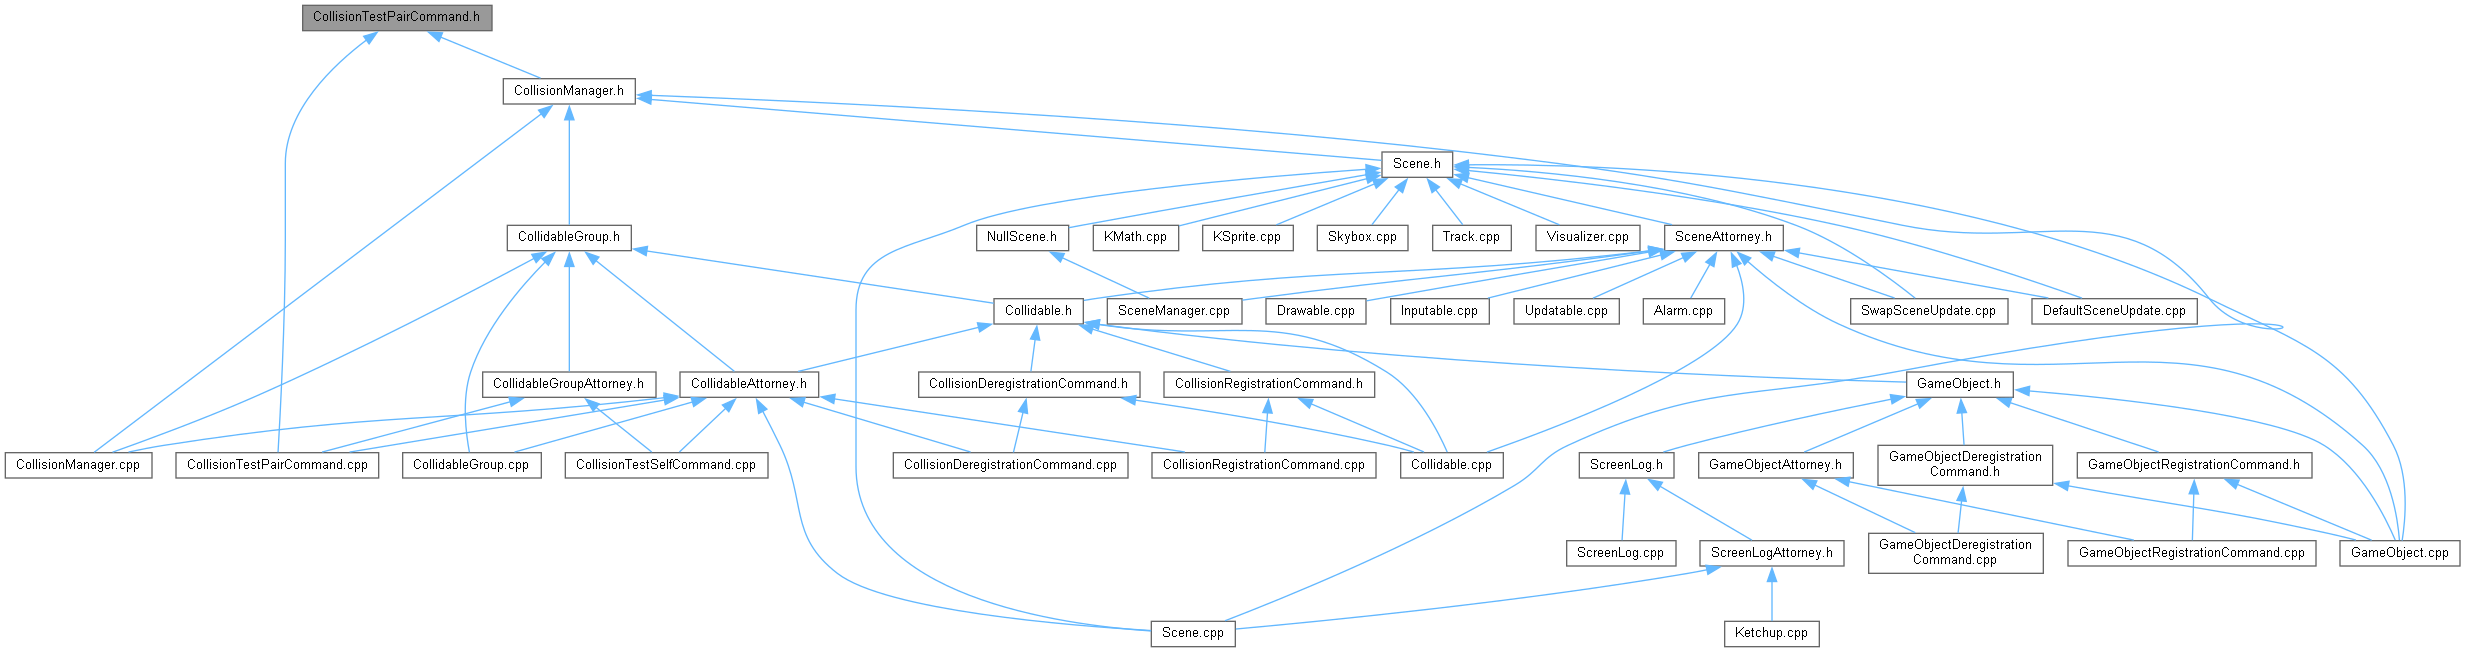 CollisionTestPairCommand.h
CollisionManager.h
Scene.h
CollidableGroup.h
NullScene.h
KMath.cpp
KSprite.cpp
Skybox.cpp
Track.cpp
Visualizer.cpp
SceneAttorney.h
Collidable.h
SceneManager.cpp
Drawable.cpp
Inputable.cpp
Updatable.cpp
Alarm.cpp
SwapSceneUpdate.cpp
DefaultSceneUpdate.cpp
CollidableGroupAttorney.h
CollidableAttorney.h
CollisionDeregistrationCommand.h
CollisionRegistrationCommand.h
GameObject.h
CollisionManager.cpp
CollisionTestPairCommand.cpp
CollidableGroup.cpp
CollisionTestSelfCommand.cpp
CollisionDeregistrationCommand.cpp
CollisionRegistrationCommand.cpp
Collidable.cpp
ScreenLog.h
GameObjectAttorney.h
GameObjectDeregistration
Command.h
GameObjectRegistrationCommand.h
ScreenLog.cpp
ScreenLogAttorney.h
GameObjectDeregistration
Command.cpp
GameObjectRegistrationCommand.cpp
GameObject.cpp
Scene.cpp
Ketchup.cpp